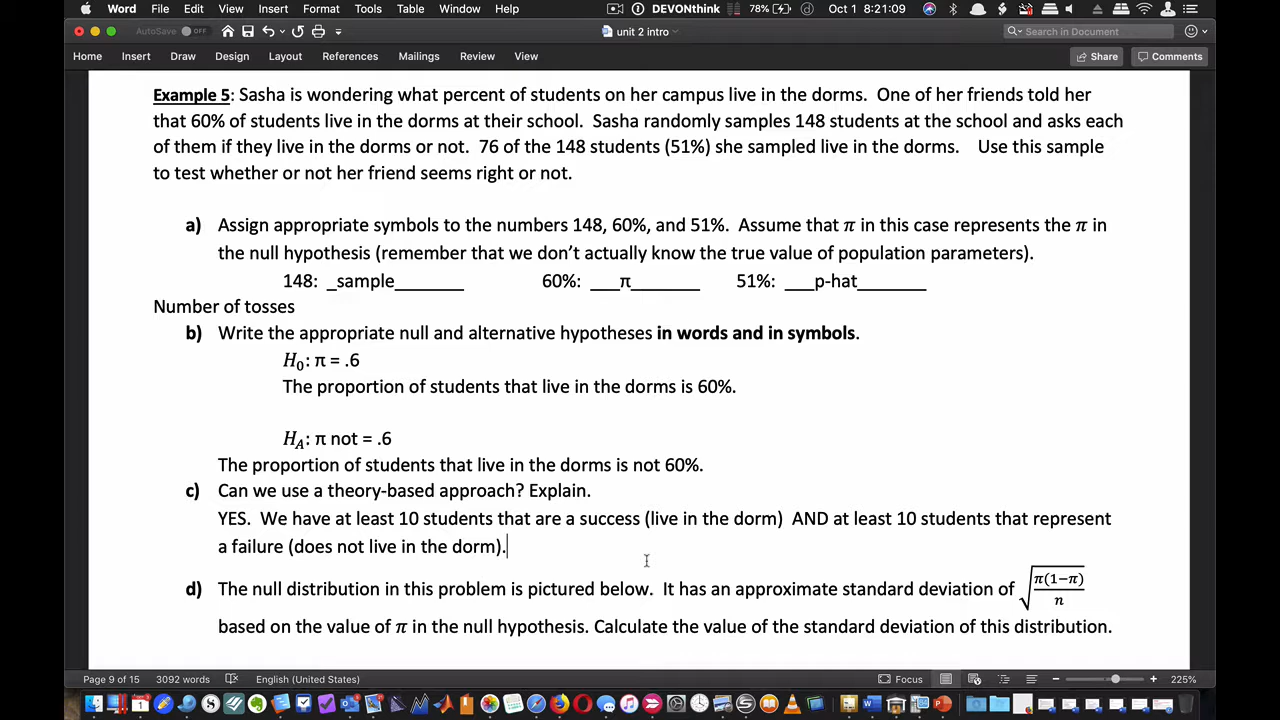 Word File Edit View Insert Format Tools Table Window Help DEVONthink 78% Oct 1 8:21:09
AutoSave OFF unit 2 intro Search in Document
Home Insert Draw Design Layout References Mailings Review View Share Comments
Example 5: Sasha is wondering what percent of students on her campus live in the dorms. One of her friends told her
that 60% of students live in the dorms at their school. Sasha randomly samples 148 students at the school and asks each
of them if they live in the dorms or not. 76 of the 148 students (51%) she sampled live in the dorms. Use this sample
to test whether or not her friend seems right or not.
a) Assign appropriate symbols to the numbers 148, 60%, and 51%. Assume that π in this case represents the π in
the null hypothesis (remember that we don't actually know the true value of population parameters).
148: _sample_______ 60%: ___π_______ 51%: ___p-hat_______
Number of tosses
b) Write the appropriate null and alternative hypotheses in words and in symbols.
H₀: π = .6
The proportion of students that live in the dorms is 60%.
H_A: π not = .6
The proportion of students that live in the dorms is not 60%.
c) Can we use a theory-based approach? Explain.
YES. We have at least 10 students that are a success (live in the dorm) AND at least 10 students that represent
a failure (does not live in the dorm).
d) The null distribution in this problem is pictured below. It has an approximate standard deviation of √(π(1−π)/n)
based on the value of π in the null hypothesis. Calculate the value of the standard deviation of this distribution.
Page 9 of 15 3092 words English (United States) Focus 225%